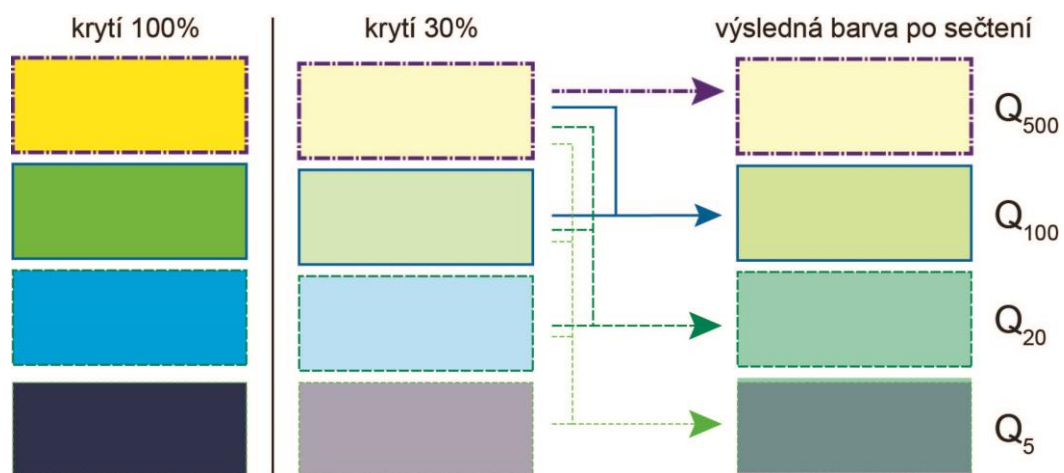 krytí 100%
krytí 30%
výsledná barva po sečtení
Q500
Q100
Q20
Q5